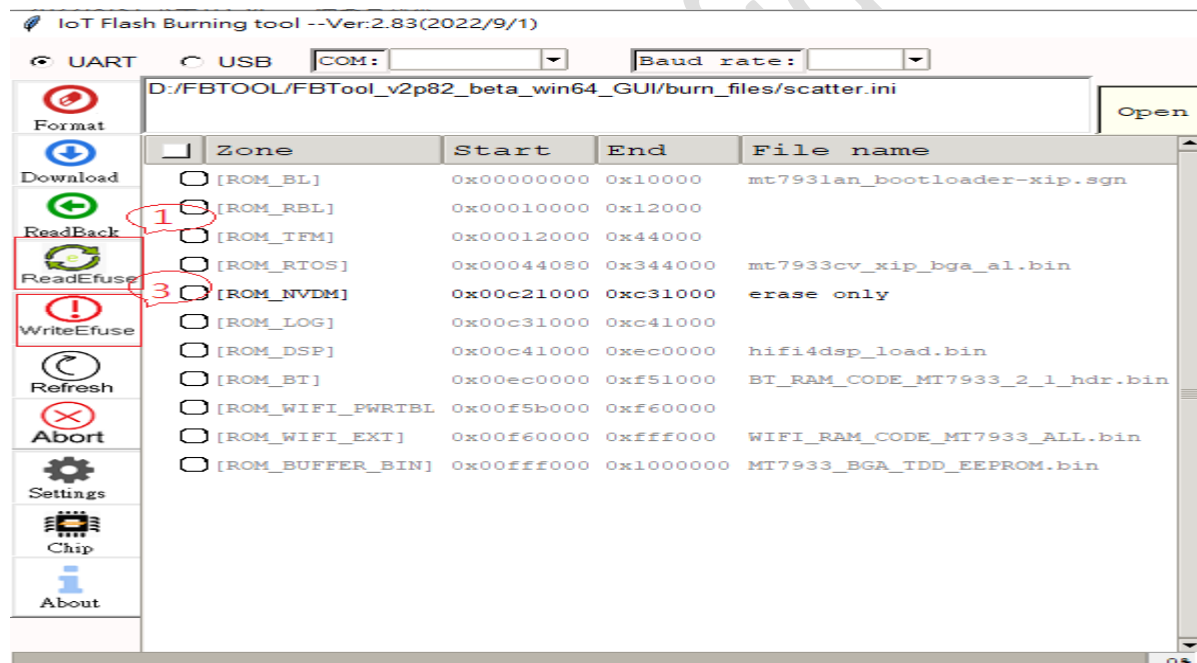 IoT Flash Burning tool --Ver:2.83(2022/9/1)
UART USB COM: Baud rate:
D:/FBTOOL/FBTool_v2p82_beta_win64_GUI/burn_files/scatter.ini
Open
Format
Download
ReadBack
ReadEfuse
WriteEfuse
Refresh
Abort
Settings
Chip
About
1
3
Zone Start End File name
[ROM_BL] 0x00000000 0x10000 mt7931an_bootloader-xip.sgn
[ROM_RBL] 0x00010000 0x12000
[ROM_TFM] 0x00012000 0x44000
[ROM_RTOS] 0x00044080 0x344000 mt7933cv_xip_bga_al.bin
[ROM_NVDM] 0x00c21000 0xc31000 erase only
[ROM_LOG] 0x00c31000 0xc41000
[ROM_DSP] 0x00c41000 0xec0000 hifi4dsp_load.bin
[ROM_BT] 0x00ec0000 0xf51000 BT_RAM_CODE_MT7933_2_1_hdr.bin
[ROM_WIFI_PWRTBL 0x00f5b000 0xf60000
[ROM_WIFI_EXT] 0x00f60000 0xfff000 WIFI_RAM_CODE_MT7933_ALL.bin
[ROM_BUFFER_BIN] 0x00fff000 0x1000000 MT7933_BGA_TDD_EEPROM.bin